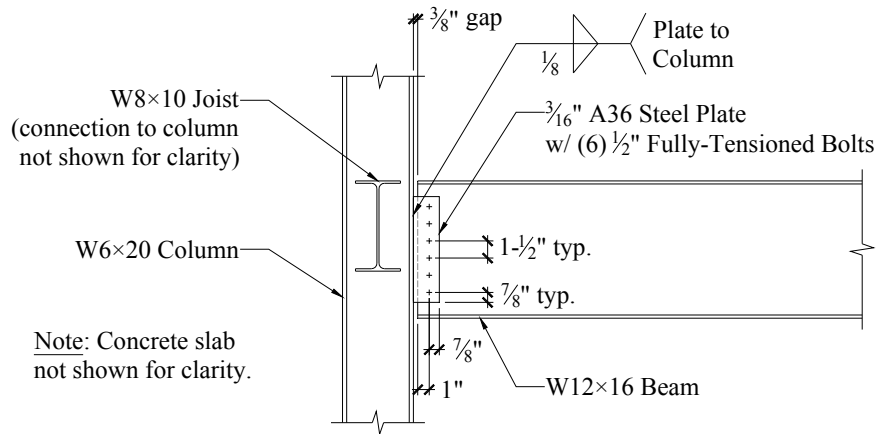 ⅜" gap
Plate to
Column
⅛
W8×10 Joist
(connection to column
not shown for clarity)
³⁄₁₆" A36 Steel Plate
w/ (6) ½" Fully-Tensioned Bolts
W6×20 Column
1-½" typ.
⅞" typ.
Note: Concrete slab
not shown for clarity.
⅞"
1"
W12×16 Beam